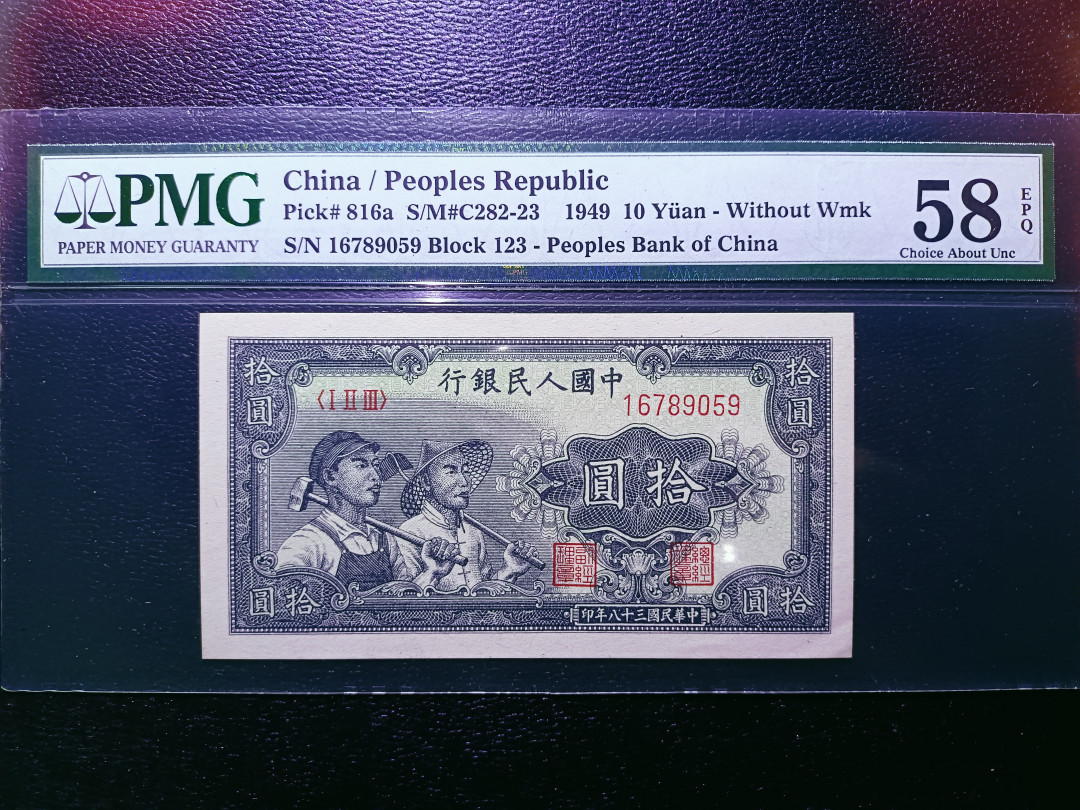 PMG
PAPER MONEY GUARANTY
China / Peoples Republic
Pick# 816a S/M#C282-23 1949 10 Yüan - Without Wmk
S/N 16789059 Block 123 - Peoples Bank of China
58
EPQ
Choice About Unc
行銀民人國中
〈I II III〉
16789059
拾圓
拾圓
圓拾
圓拾
圓拾
印年八十三國民華中